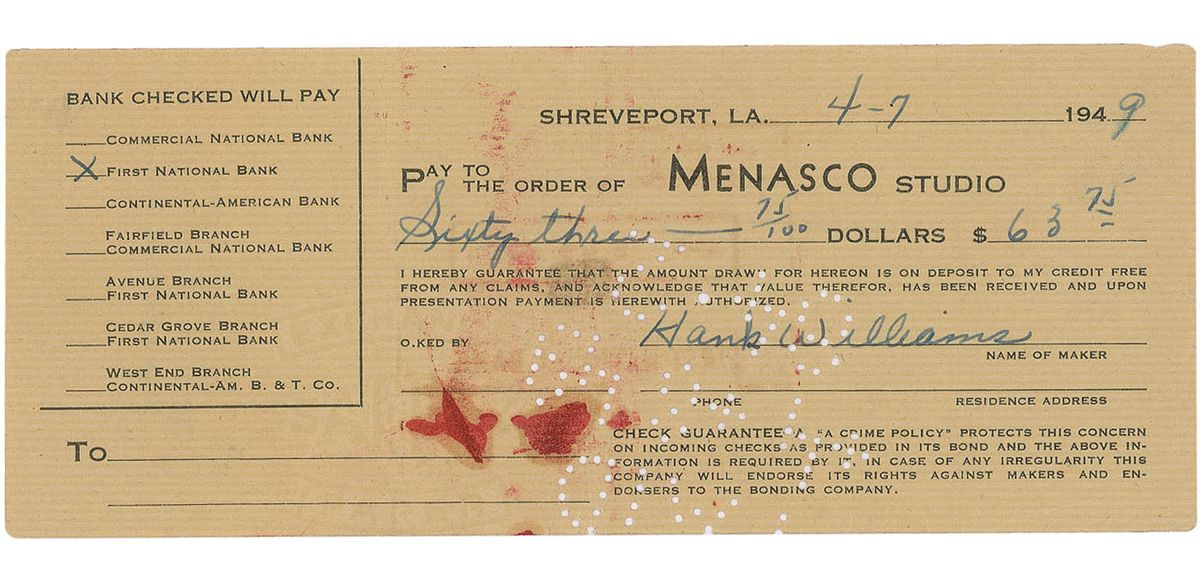 BANK CHECKED WILL PAY
COMMERCIAL NATIONAL BANK
X FIRST NATIONAL BANK
CONTINENTAL-AMERICAN BANK
FAIRFIELD BRANCH
COMMERCIAL NATIONAL BANK
AVENUE BRANCH
FIRST NATIONAL BANK
CEDAR GROVE BRANCH
FIRST NATIONAL BANK
WEST END BRANCH
CONTINENTAL-AM. B. & T. CO.
TO
SHREVEPORT, LA. 4-7 1949
PAY TO THE ORDER OF MENASCO STUDIO
Sixty three — 75/100 DOLLARS $ 63 75
I HEREBY GUARANTEE THAT THE AMOUNT DRAWN FOR HEREON IS ON DEPOSIT TO MY CREDIT FREE
FROM ANY CLAIMS, AND ACKNOWLEDGE THAT VALUE THEREFOR, HAS BEEN RECEIVED AND UPON
PRESENTATION PAYMENT IS HEREWITH AUTHORIZED.
O.KED BY Hank Williams
NAME OF MAKER
PHONE RESIDENCE ADDRESS
CHECK GUARANTEE A "A CRIME POLICY" PROTECTS THIS CONCERN
ON INCOMING CHECKS AS PROVIDED IN ITS BOND AND THE ABOVE IN-
FORMATION IS REQUIRED BY IT, IN CASE OF ANY IRREGULARITY THIS
COMPANY WILL ENDORSE ITS RIGHTS AGAINST MAKERS AND EN-
DORSERS TO THE BONDING COMPANY.